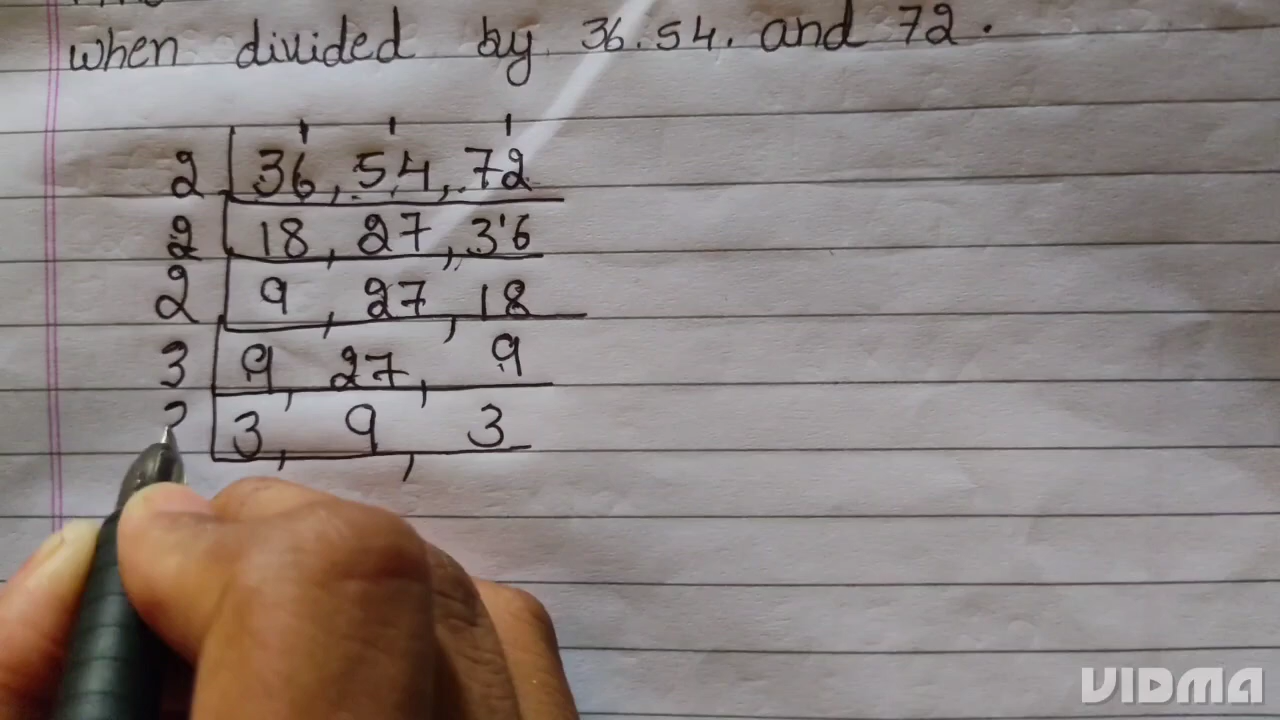 when divided by 36.54. and 72.
2 | 36, 54, 72
2 | 18, 27, 36
2 | 9, 27, 18
3 | 9, 27, 9
3, 9, 3
VIDMA